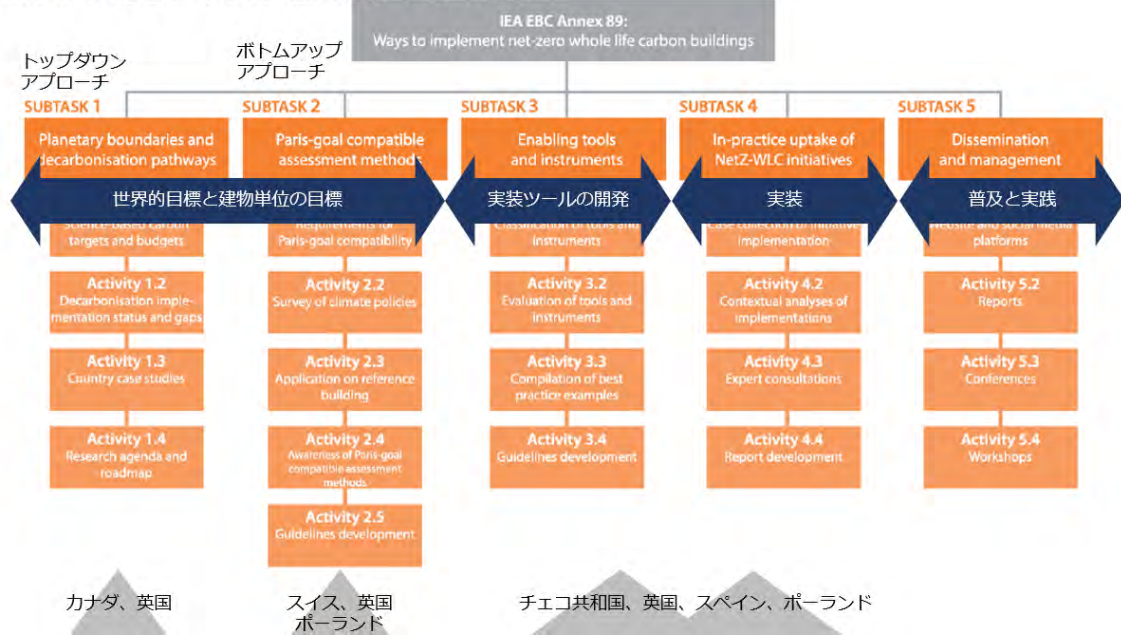 IEA EBC Annex 89:
Ways to implement net-zero whole life carbon buildings
トップダウン
アプローチ
ボトムアップ
アプローチ
SUBTASK 1
SUBTASK 2
SUBTASK 3
SUBTASK 4
SUBTASK 5
Planetary boundaries and
decarbonisation pathways
Paris-goal compatible
assessment methods
Enabling tools
and instruments
In-practice uptake of
NetZ-WLC initiatives
Dissemination
and management
世界的目標と建物単位の目標
実装ツールの開発
実装
普及と実践
Science-based carbon
targets and budgets
Requirements for
Paris-goal compatibility
Classification of tools and
instruments
Case collection of initiative
implementation
Website and social media
platforms
Activity 1.2
Decarbonisation imple-
mentation status and gaps
Activity 2.2
Survey of climate policies
Activity 3.2
Evaluation of tools and
instruments
Activity 4.2
Contextual analyses of
implementations
Activity 5.2
Reports
Activity 1.3
Country case studies
Activity 2.3
Application on reference
building
Activity 3.3
Compilation of best
practice examples
Activity 4.3
Expert consultations
Activity 5.3
Conferences
Activity 1.4
Research agenda and
roadmap
Activity 2.4
Awareness of Paris-goal
compatible assessment
methods
Activity 3.4
Guidelines development
Activity 4.4
Report development
Activity 5.4
Workshops
Activity 2.5
Guidelines development
カナダ、英国
スイス、英国
ポーランド
チェコ共和国、英国、スペイン、ポーランド